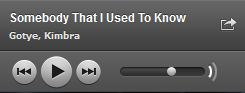 Somebody That I Used To Know
Gotye, Kimbra